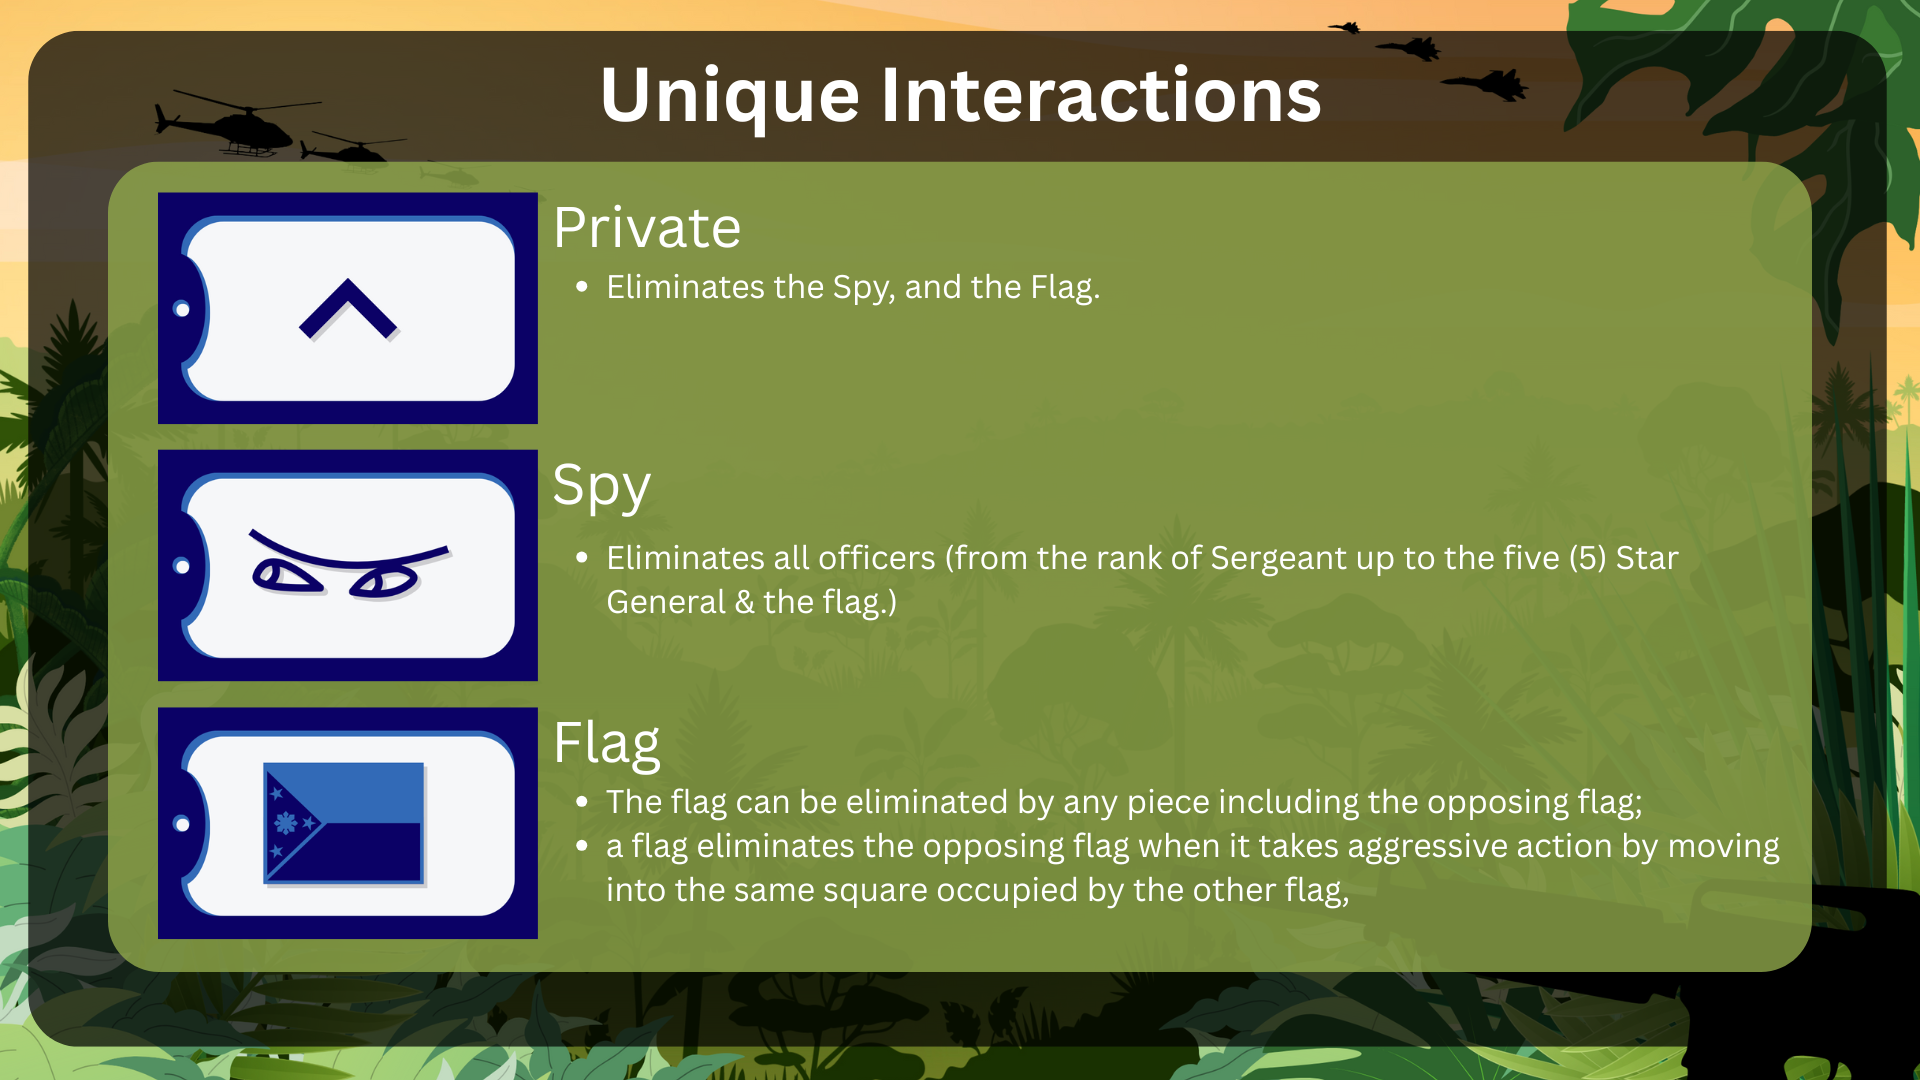 Unique Interactions
Private
• Eliminates the Spy, and the Flag.
Spy
• Eliminates all officers (from the rank of Sergeant up to the five (5) Star
General & the flag.)
Flag
• The flag can be eliminated by any piece including the opposing flag;
• a flag eliminates the opposing flag when it takes aggressive action by moving
into the same square occupied by the other flag,